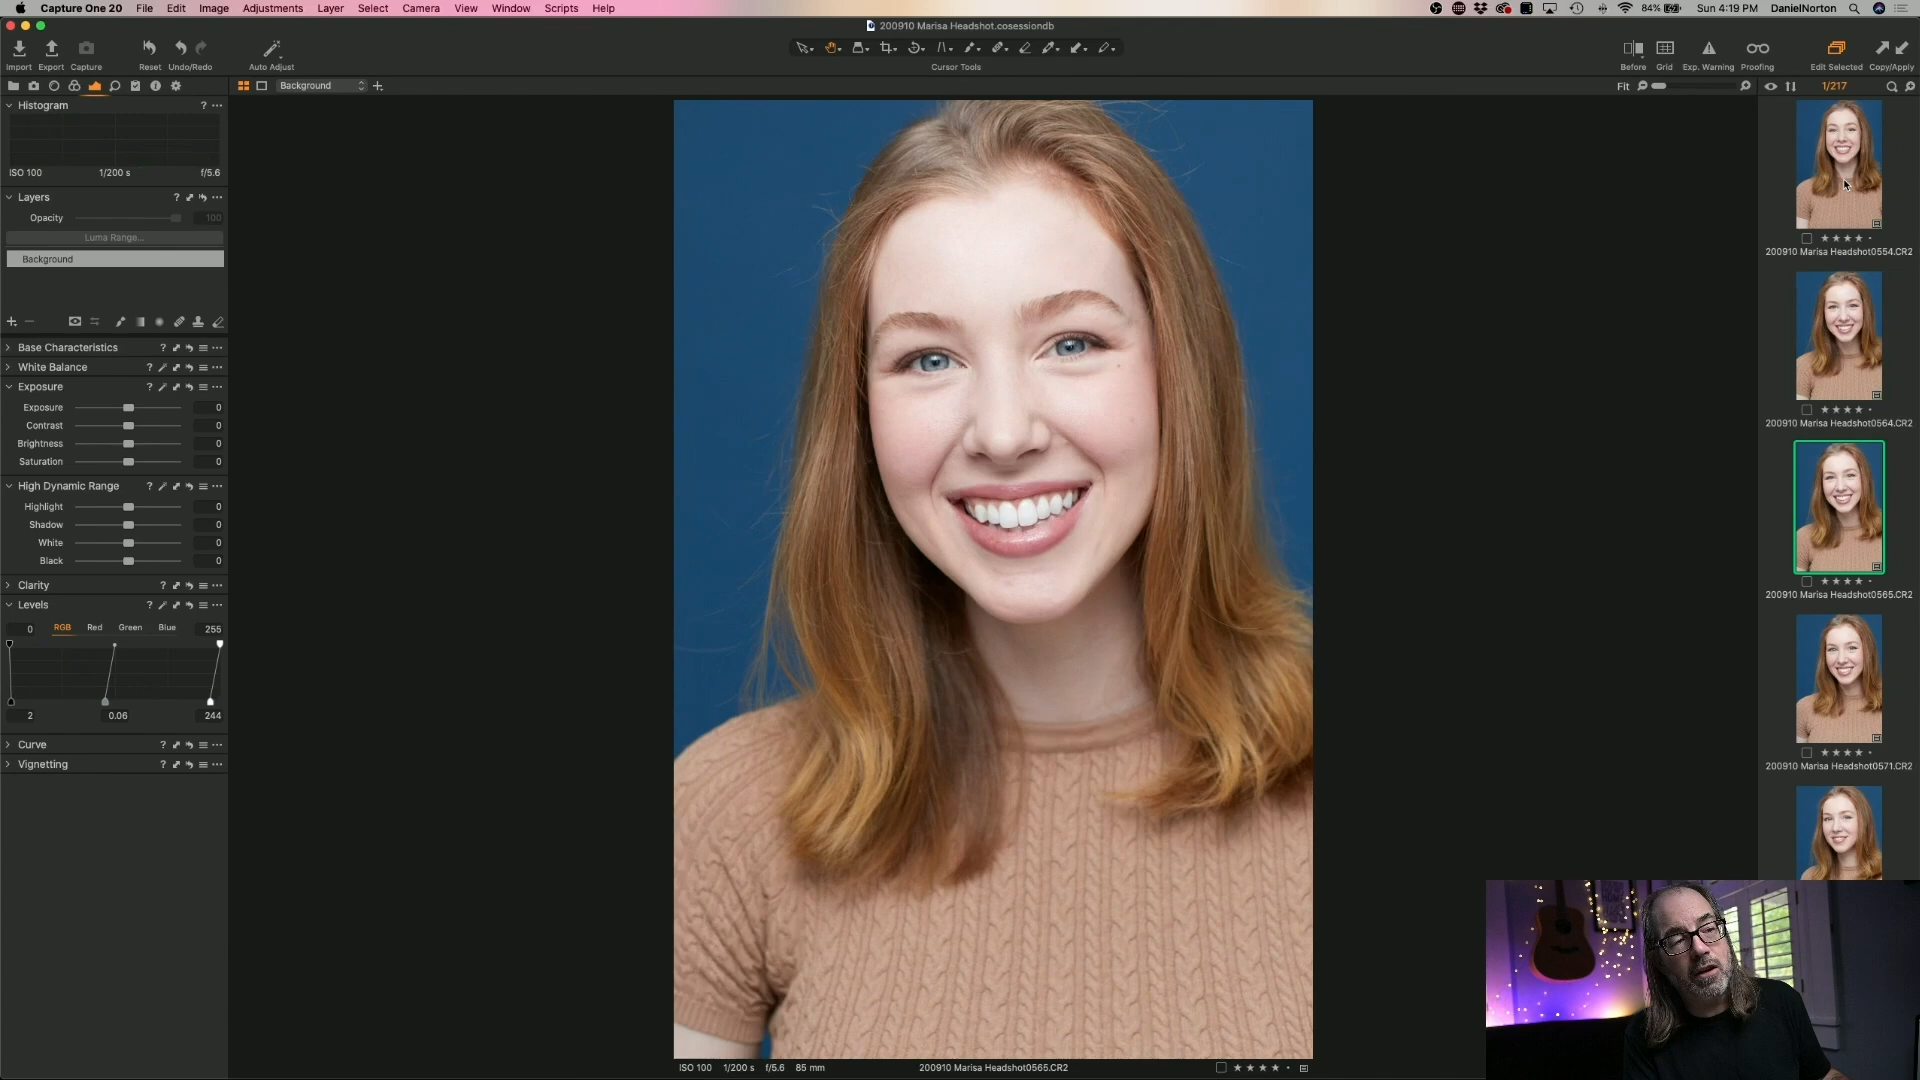 Capture One 20 File Edit Image Adjustments Layer Select Camera View Window Scripts Help 84% Sun 4:19 PM DanielNorton
200910 Marisa Headshot.cosessiondb
Import Export Capture Reset Undo/Redo Auto Adjust Cursor Tools Before Grid Exp. Warning Proofing Edit Selected Copy/Apply
Background Fit 1/217
Histogram ?
ISO 100 1/200 s f/5.6
Layers ?
Opacity 100
Luma Range...
Background
Base Characteristics ?
White Balance ?
Exposure ?
Exposure 0
Contrast 0
Brightness 0
Saturation 0
High Dynamic Range ?
Highlight 0
Shadow 0
White 0
Black 0
Clarity ?
Levels ?
0 RGB Red Green Blue 255
2 0.06 244
Curve ?
Vignetting ?
200910 Marisa Headshot0554.CR2
200910 Marisa Headshot0564.CR2
200910 Marisa Headshot0565.CR2
200910 Marisa Headshot0571.CR2
ISO 100 1/200 s f/5.6 85 mm 200910 Marisa Headshot0565.CR2